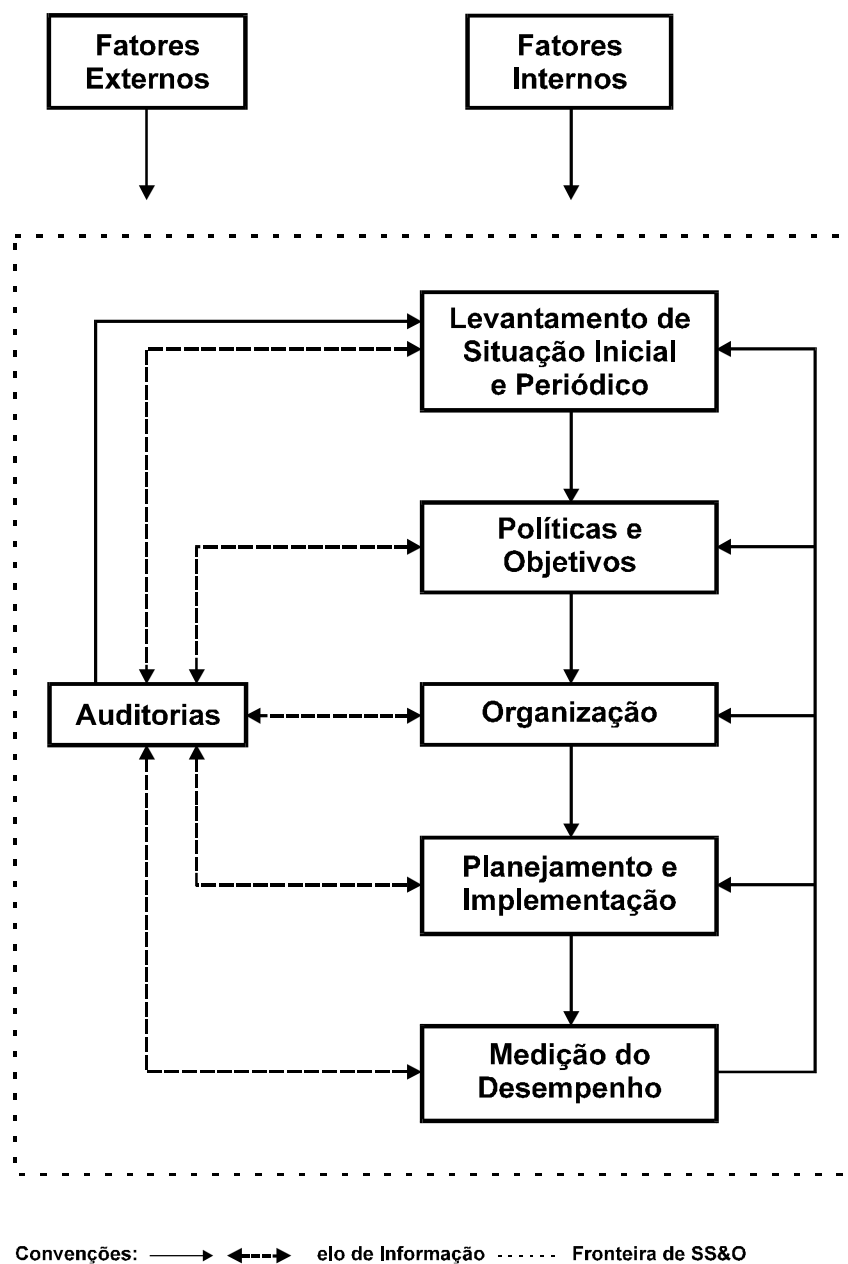 Fatores
Externos
Fatores
Internos
Levantamento de
Situação Inicial
e Periódico
Políticas e
Objetivos
Auditorias
Organização
Planejamento e
Implementação
Medição do
Desempenho
Convenções: elo de Informação Fronteira de SS&O